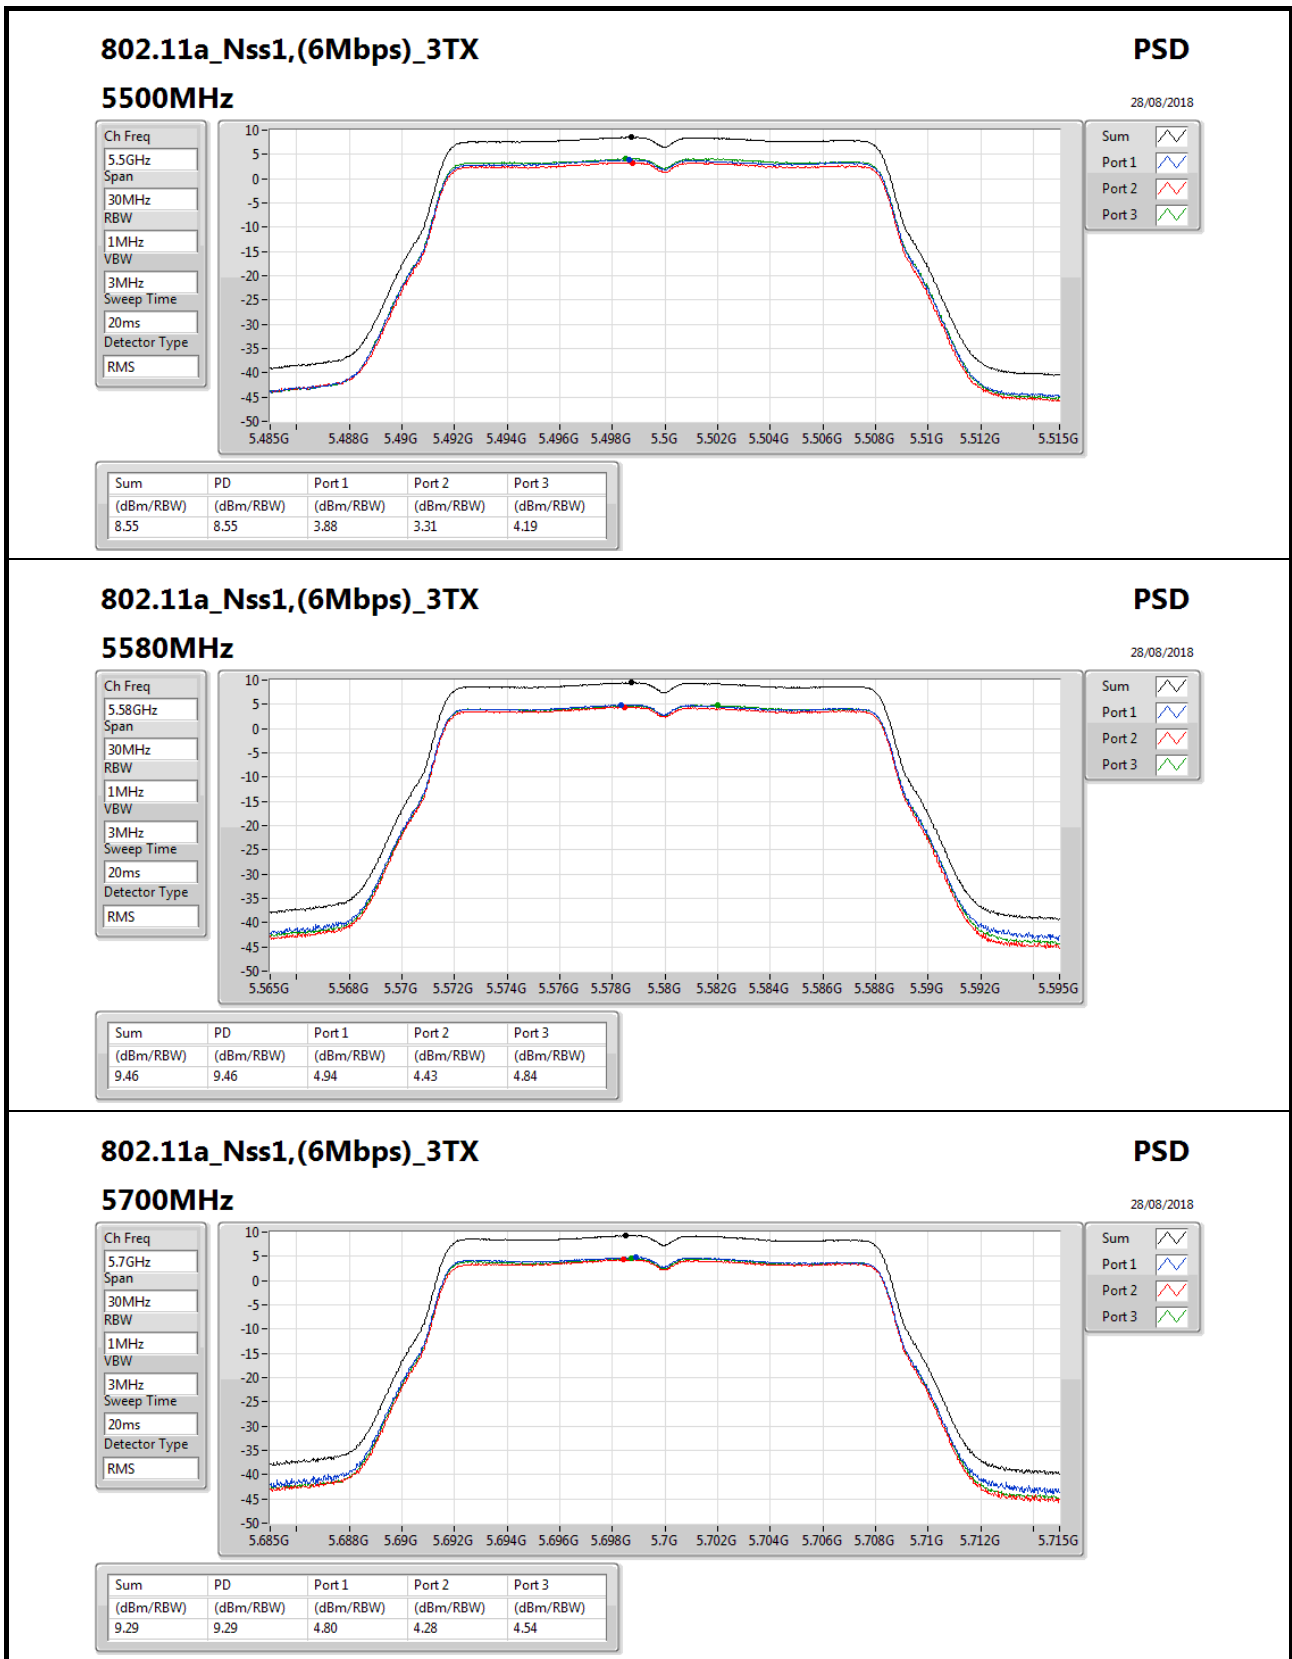 802.11a_Nss1,(6Mbps)_3TX PSD
5500MHz 28/08/2018
Ch Freq
5.5GHz
Span
30MHz
RBW
1MHz
VBW
3MHz
Sweep Time
20ms
Detector Type
RMS
10
5
0
-5
-10
-15
-20
-25
-30
-35
-40
-45
-50
5.485G 5.488G 5.49G 5.492G 5.494G 5.496G 5.498G 5.5G 5.502G 5.504G 5.506G 5.508G 5.51G 5.512G 5.515G
Sum
Port 1
Port 2
Port 3
Sum PD Port 1 Port 2 Port 3
(dBm/RBW) (dBm/RBW) (dBm/RBW) (dBm/RBW) (dBm/RBW)
8.55 8.55 3.88 3.31 4.19
802.11a_Nss1,(6Mbps)_3TX PSD
5580MHz 28/08/2018
Ch Freq
5.58GHz
Span
30MHz
RBW
1MHz
VBW
3MHz
Sweep Time
20ms
Detector Type
RMS
10
5
0
-5
-10
-15
-20
-25
-30
-35
-40
-45
-50
5.565G 5.568G 5.57G 5.572G 5.574G 5.576G 5.578G 5.58G 5.582G 5.584G 5.586G 5.588G 5.59G 5.592G 5.595G
Sum
Port 1
Port 2
Port 3
Sum PD Port 1 Port 2 Port 3
(dBm/RBW) (dBm/RBW) (dBm/RBW) (dBm/RBW) (dBm/RBW)
9.46 9.46 4.94 4.43 4.84
802.11a_Nss1,(6Mbps)_3TX PSD
5700MHz 28/08/2018
Ch Freq
5.7GHz
Span
30MHz
RBW
1MHz
VBW
3MHz
Sweep Time
20ms
Detector Type
RMS
10
5
0
-5
-10
-15
-20
-25
-30
-35
-40
-45
-50
5.685G 5.688G 5.69G 5.692G 5.694G 5.696G 5.698G 5.7G 5.702G 5.704G 5.706G 5.708G 5.71G 5.712G 5.715G
Sum
Port 1
Port 2
Port 3
Sum PD Port 1 Port 2 Port 3
(dBm/RBW) (dBm/RBW) (dBm/RBW) (dBm/RBW) (dBm/RBW)
9.29 9.29 4.80 4.28 4.54